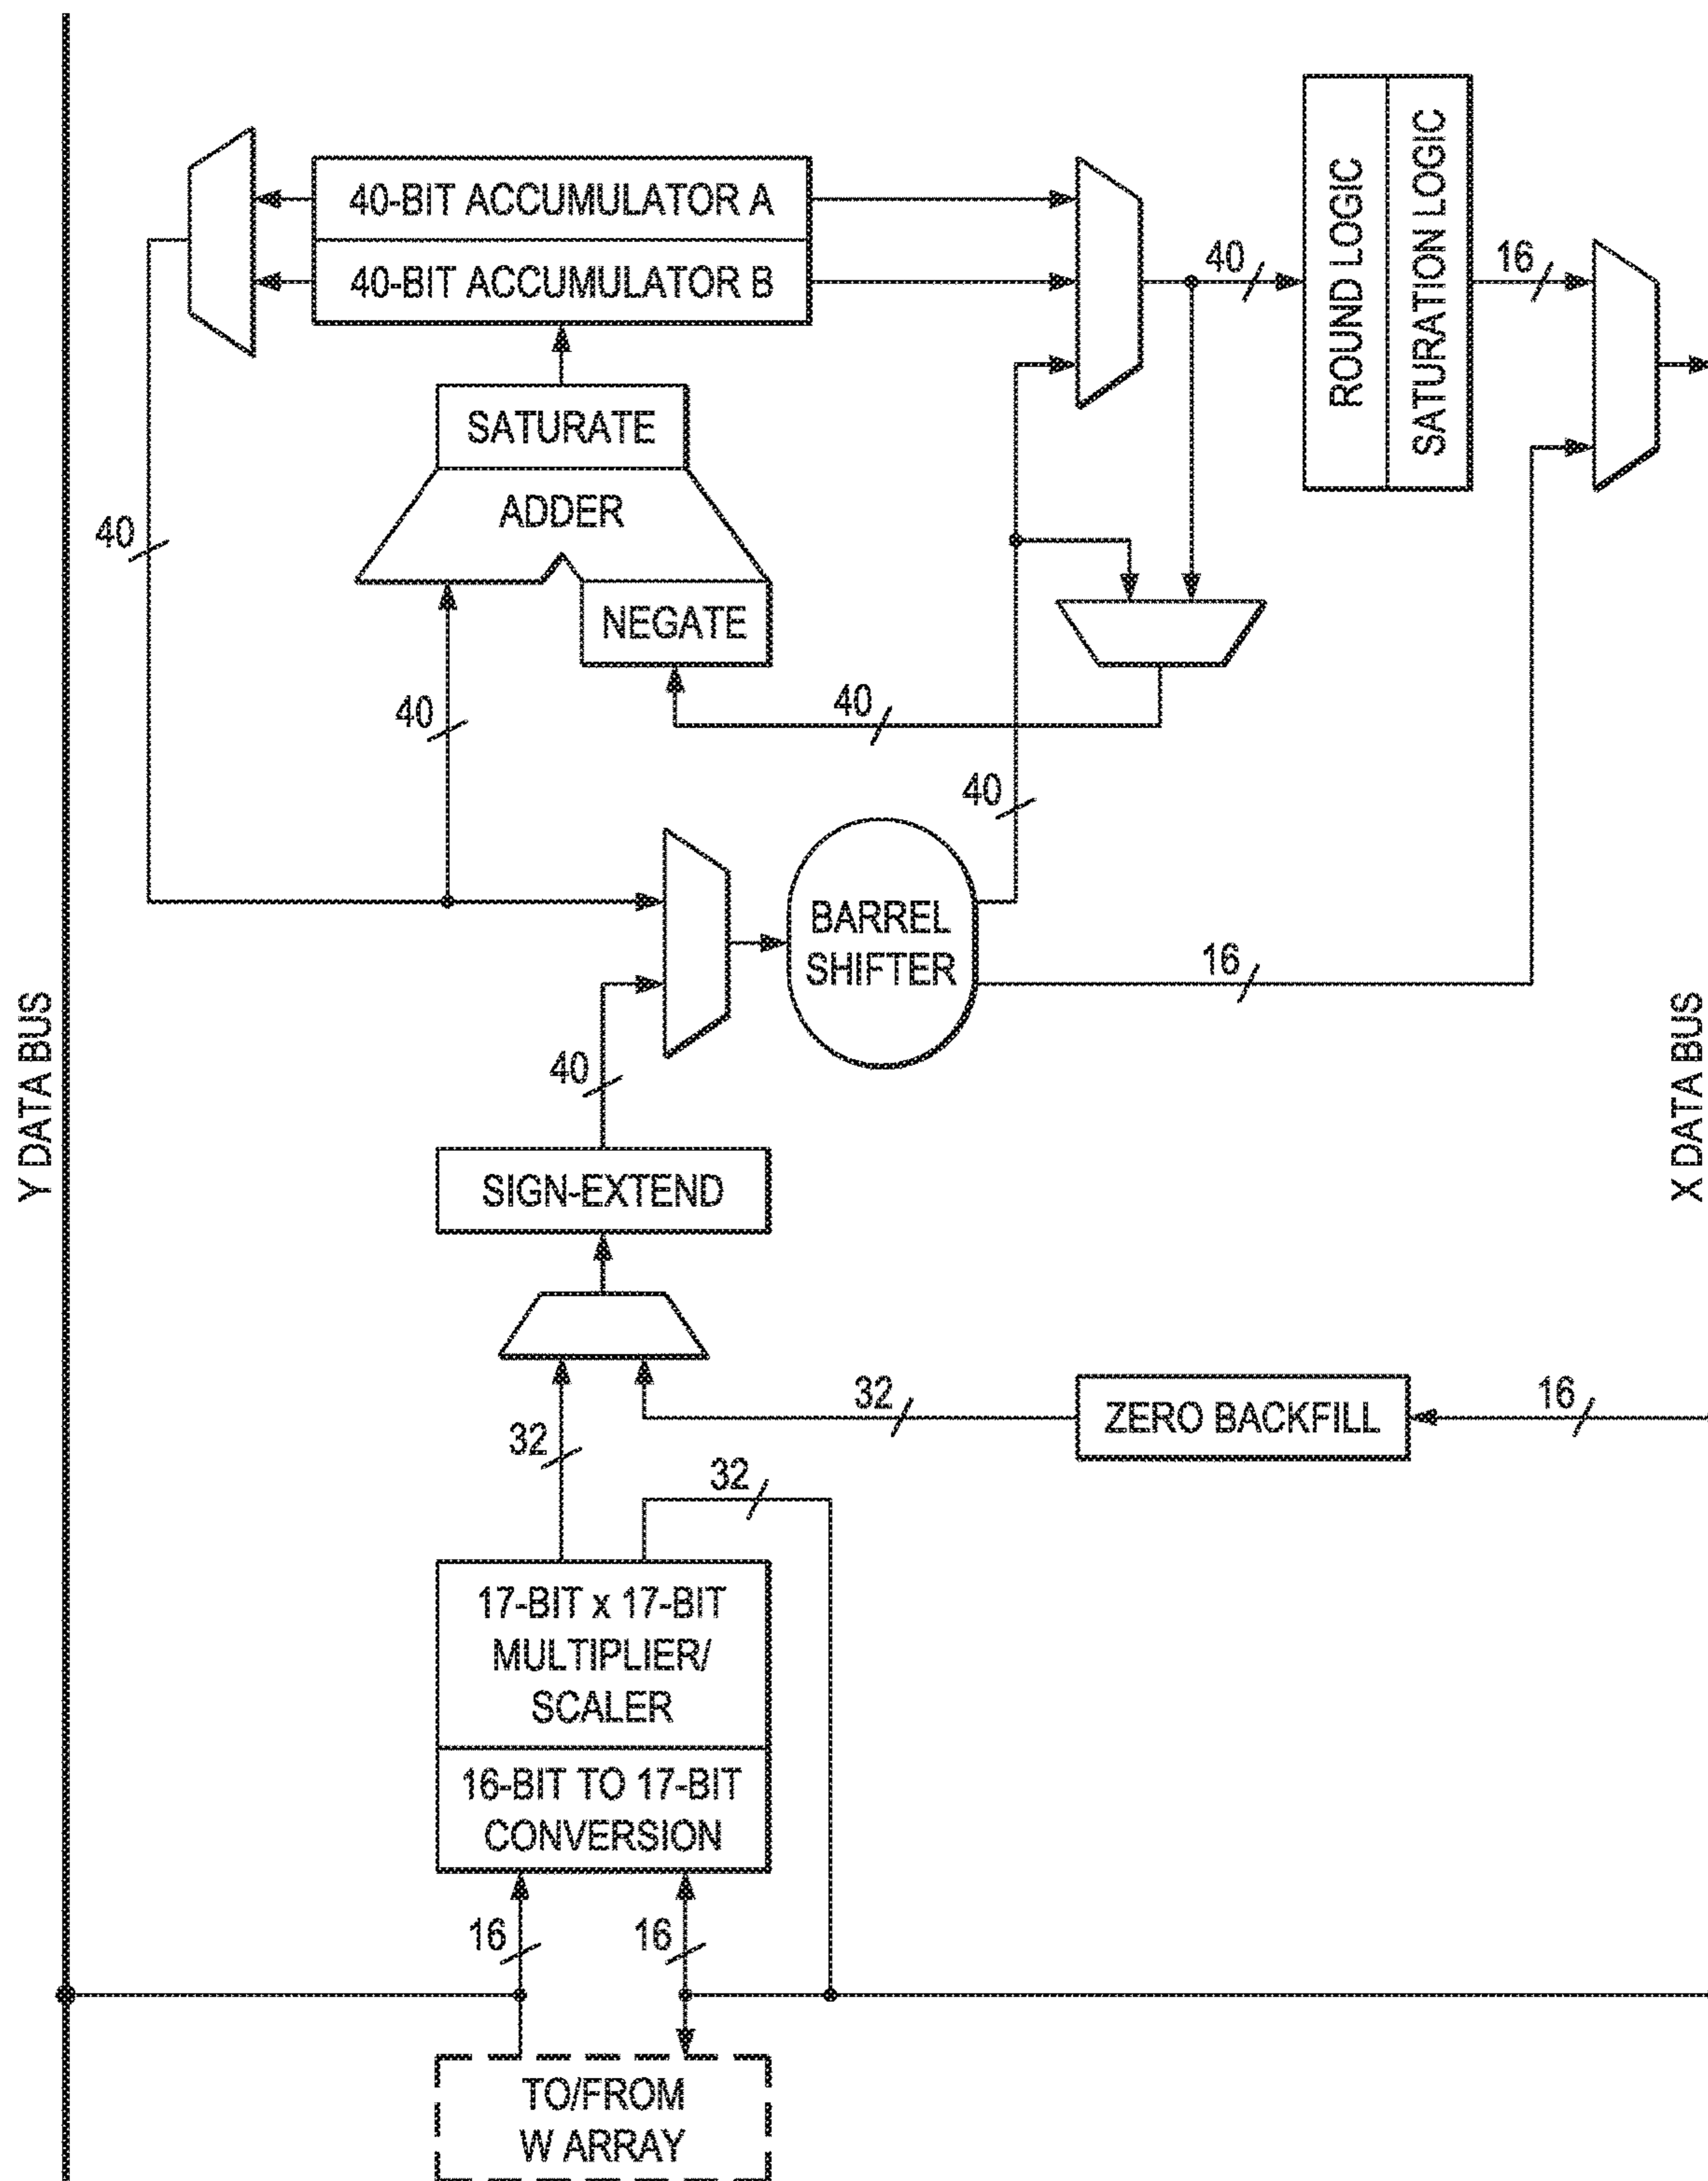 40-BIT ACCUMULATOR A
40-BIT ACCUMULATOR B
ROUND LOGIC
SATURATION LOGIC
40
16
SATURATE
ADDER
40
NEGATE
40
40
40
BARREL
SHIFTER
16
Y DATA BUS
X DATA BUS
40
SIGN-EXTEND
32
ZERO BACKFILL
16
32
32
17-BIT x 17-BIT
MULTIPLIER/
SCALER
16-BIT TO 17-BIT
CONVERSION
16
16
TO/FROM
W ARRAY